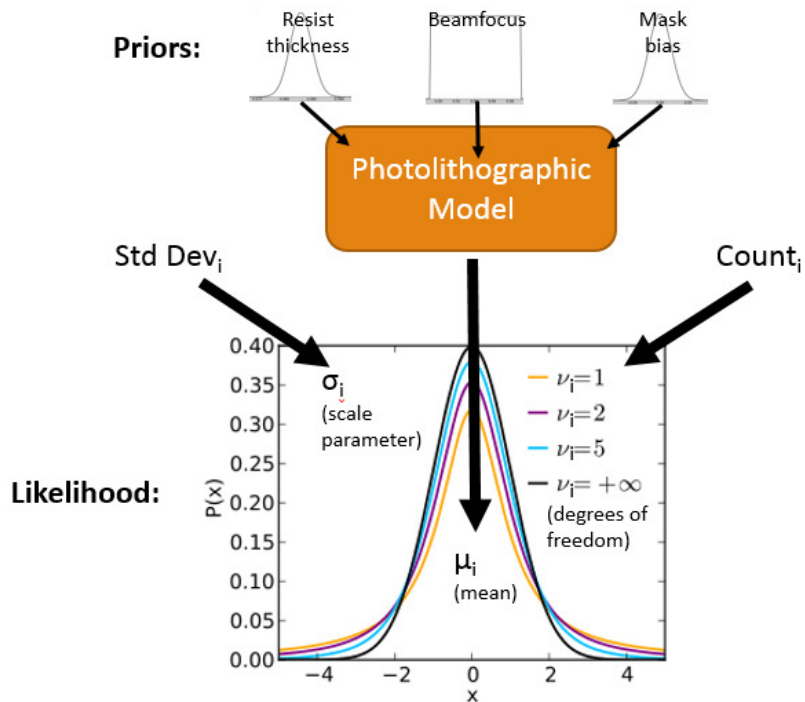 Priors:
Resist
thickness
Beamfocus
Mask
bias
Photolithographic
Model
Std Devᵢ
Countᵢ
Likelihood:
P(x)
0.40
0.35
0.30
0.25
0.20
0.15
0.10
0.05
0.00
σᵢ
(scale
parameter)
νᵢ=1
νᵢ=2
νᵢ=5
νᵢ=+∞
(degrees of
freedom)
μᵢ
(mean)
−4 −2 0 2 4
x